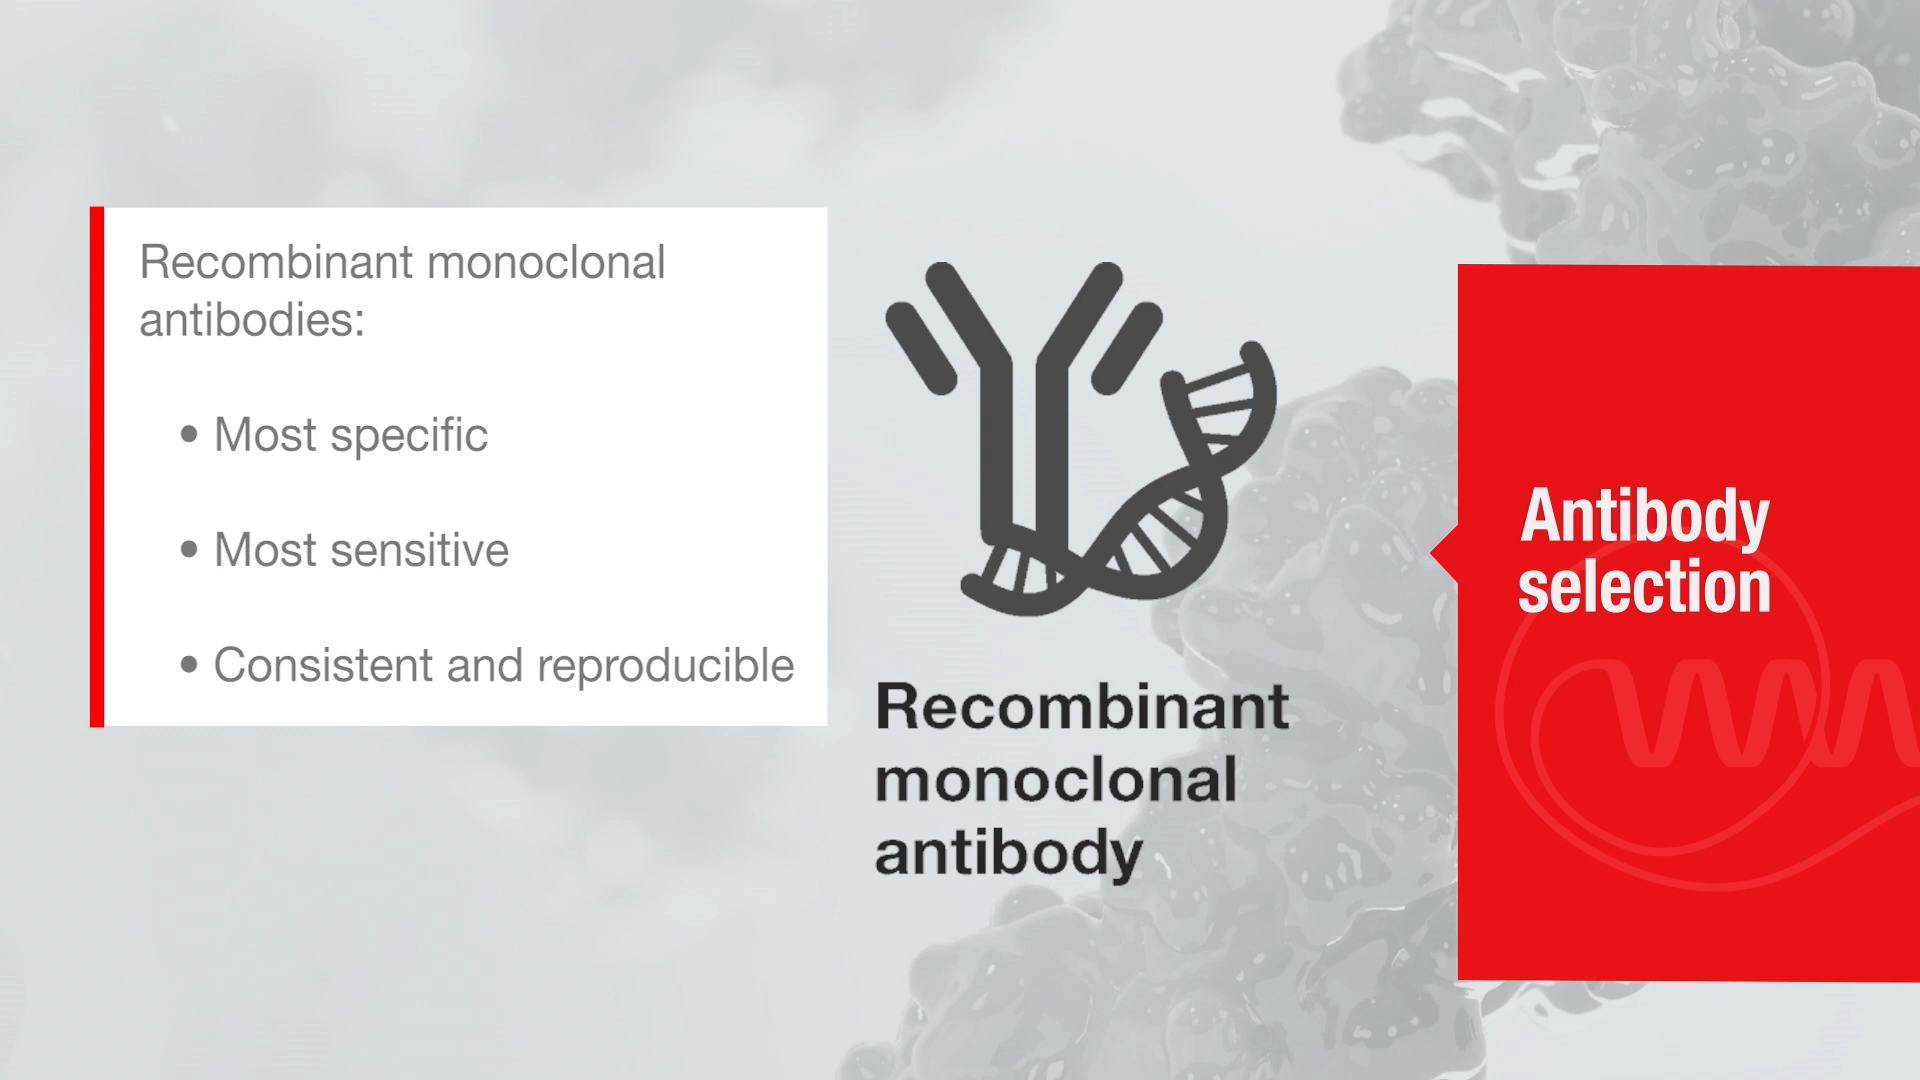 Recombinant monoclonal
antibodies:
• Most specific
• Most sensitive
• Consistent and reproducible
Recombinant
monoclonal
antibody
Antibody
selection